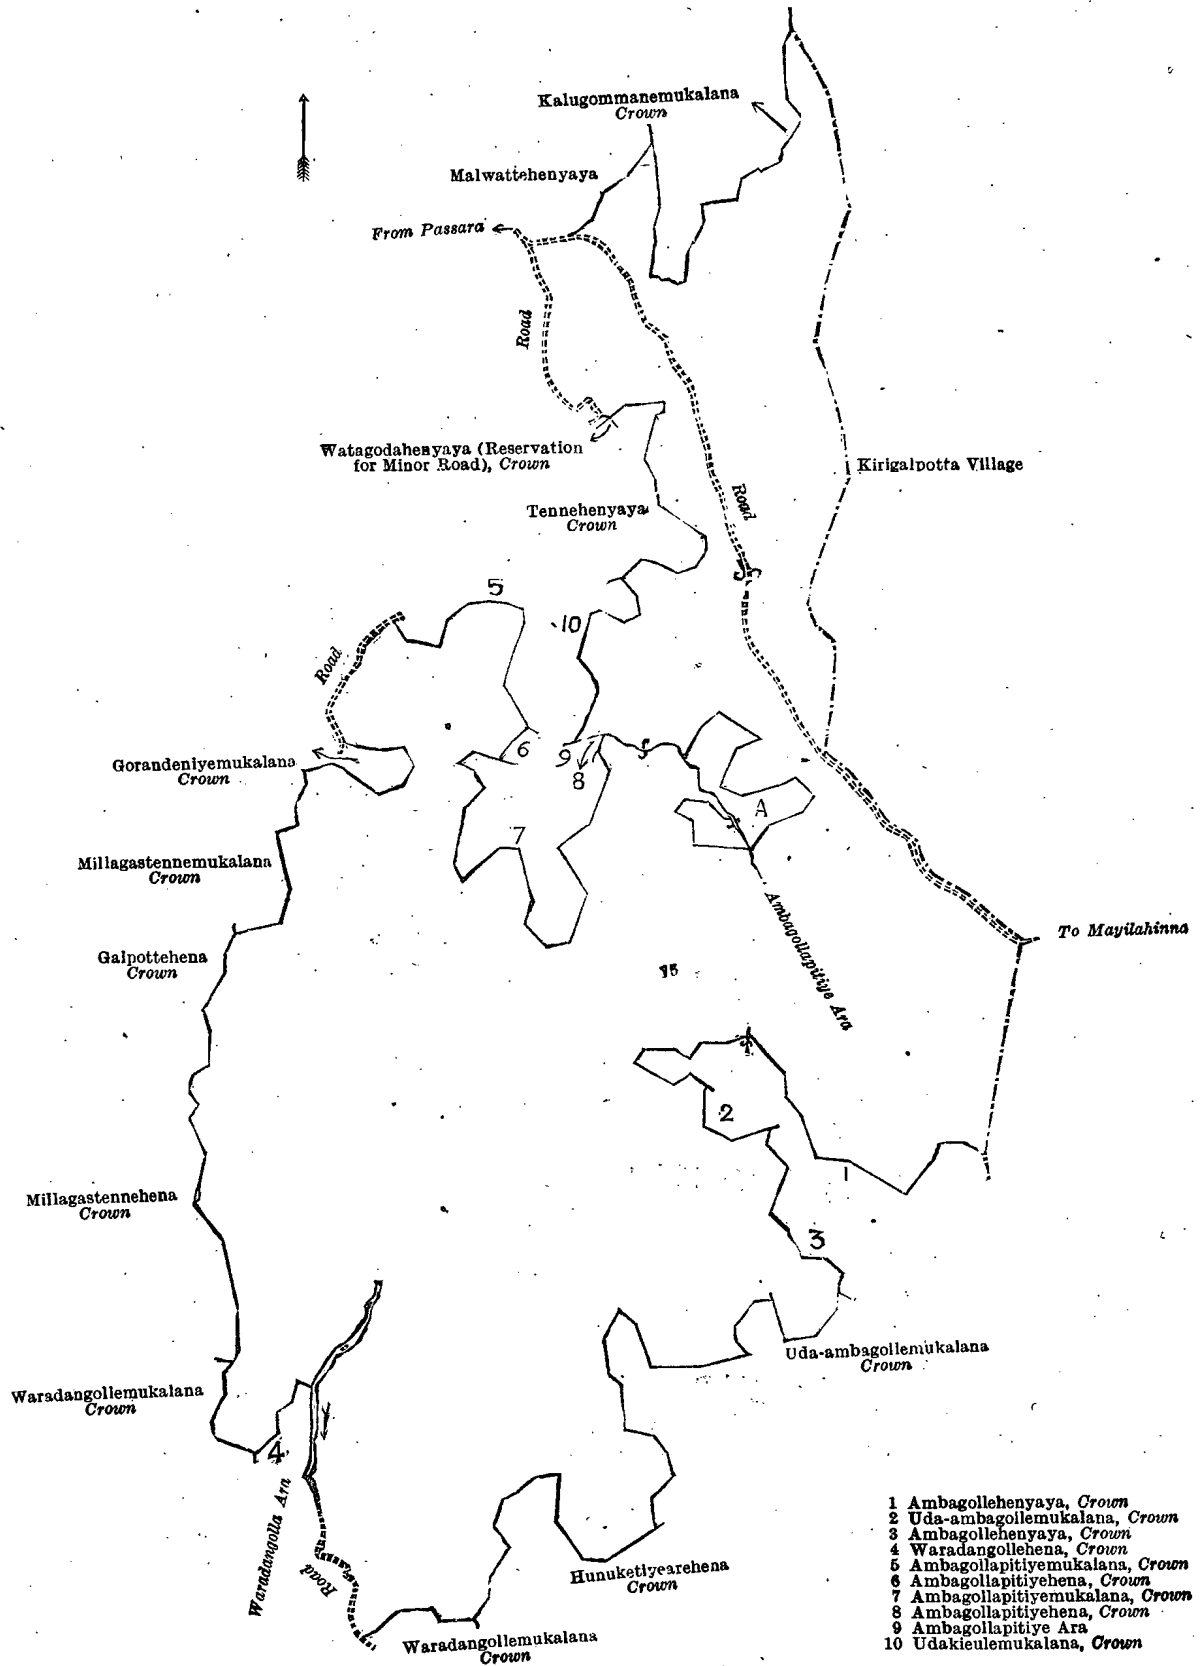 Kalugommanemukalana
Crown
Malwattehenyaya
From Passara
Road
Watagodahenyaya (Reservation
for Minor Road), Crown
Kirigalpotta Village
Road
Tennehenyaya
Crown
5
10
Road
6
9
8
Gorandeniyemukalana
Crown
A
7
Millagastennemukalana
Crown
Ambagollapitiye Ara
To Mayilahinna
Galpottehena
Crown
15
2
1
Millagastennehena
Crown
3
Uda-ambagollemukalana
Crown
Waradangollemukalana
Crown
4
Waradangolla Ara
Road
Hunuketiyearehena
Crown
Waradangollemukalana
Crown
1 Ambagollehenyaya, Crown
2 Uda-ambagollemukalana, Crown
3 Ambagollehenyaya, Crown
4 Waradangollehena, Crown
5 Ambagollapitiyemukalana, Crown
6 Ambagollapitiyehena, Crown
7 Ambagollapitiyemukalana, Crown
8 Ambagollapitiyehena, Crown
9 Ambagollapitiye Ara
10 Udakieulemukalana, Crown